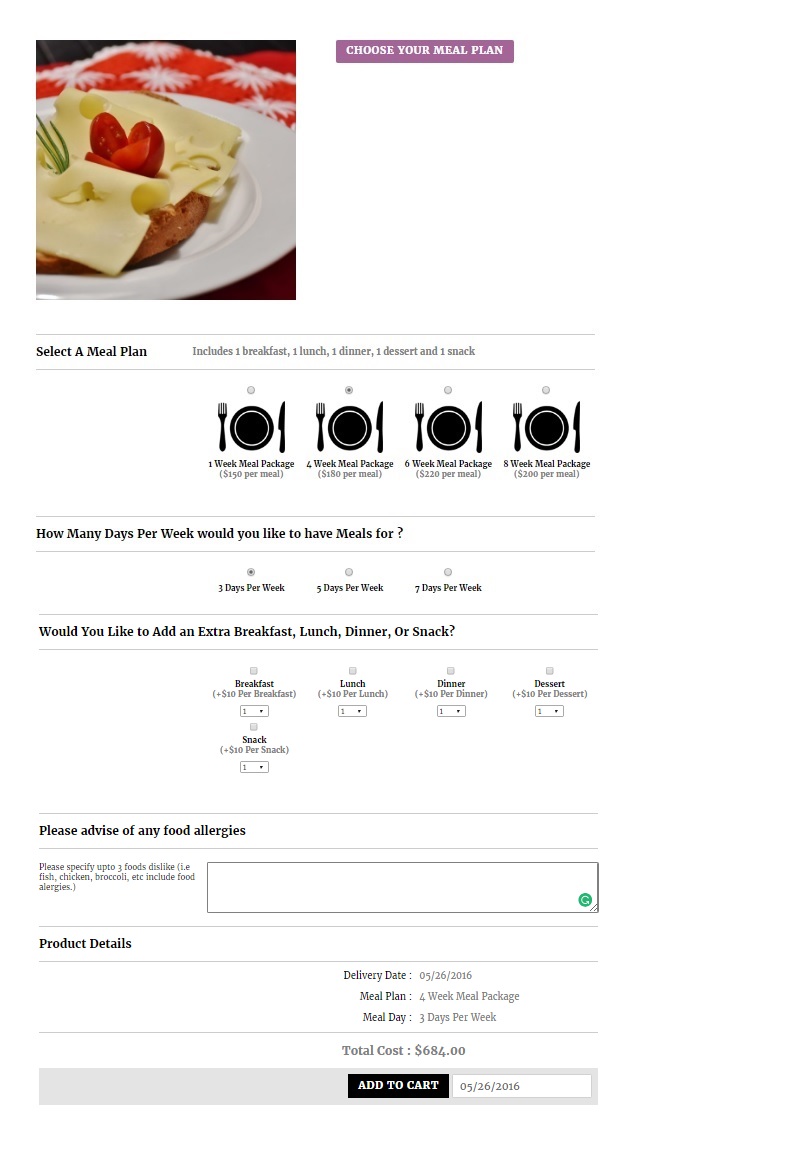 CHOOSE YOUR MEAL PLAN
Select A Meal Plan
Includes 1 breakfast, 1 lunch, 1 dinner, 1 dessert and 1 snack
1 Week Meal Package
($150 per meal)
4 Week Meal Package
($180 per meal)
6 Week Meal Package
($220 per meal)
8 Week Meal Package
($200 per meal)
How Many Days Per Week would you like to have Meals for ?
3 Days Per Week
5 Days Per Week
7 Days Per Week
Would You Like to Add an Extra Breakfast, Lunch, Dinner, Or Snack?
Breakfast
(+$10 Per Breakfast)
1
Lunch
(+$10 Per Lunch)
1
Dinner
(+$10 Per Dinner)
1
Dessert
(+$10 Per Dessert)
1
Snack
(+$10 Per Snack)
1
Please advise of any food allergies
Please specify upto 3 foods dislike (i.e
fish, chicken, broccoli, etc include food
alergies.)
Product Details
Delivery Date : 05/26/2016
Meal Plan : 4 Week Meal Package
Meal Day : 3 Days Per Week
Total Cost : $684.00
ADD TO CART
05/26/2016